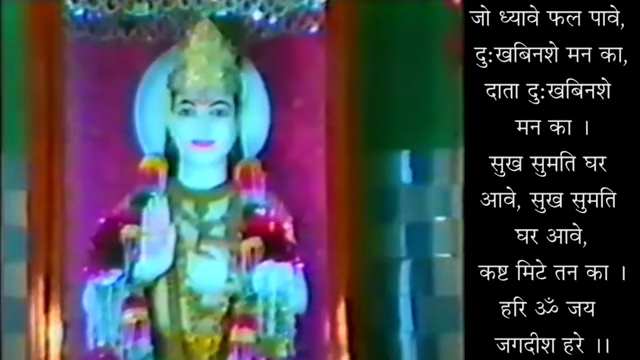 जो ध्यावे फल पावे,
दुःखबिनशे मन का,
दाता दुःखबिनशे
मन का ।
सुख सुमति घर
आवे, सुख सुमति
घर आवे,
कष्ट मिटे तन का ।
हरि ॐ जय
जगदीश हरे ।।